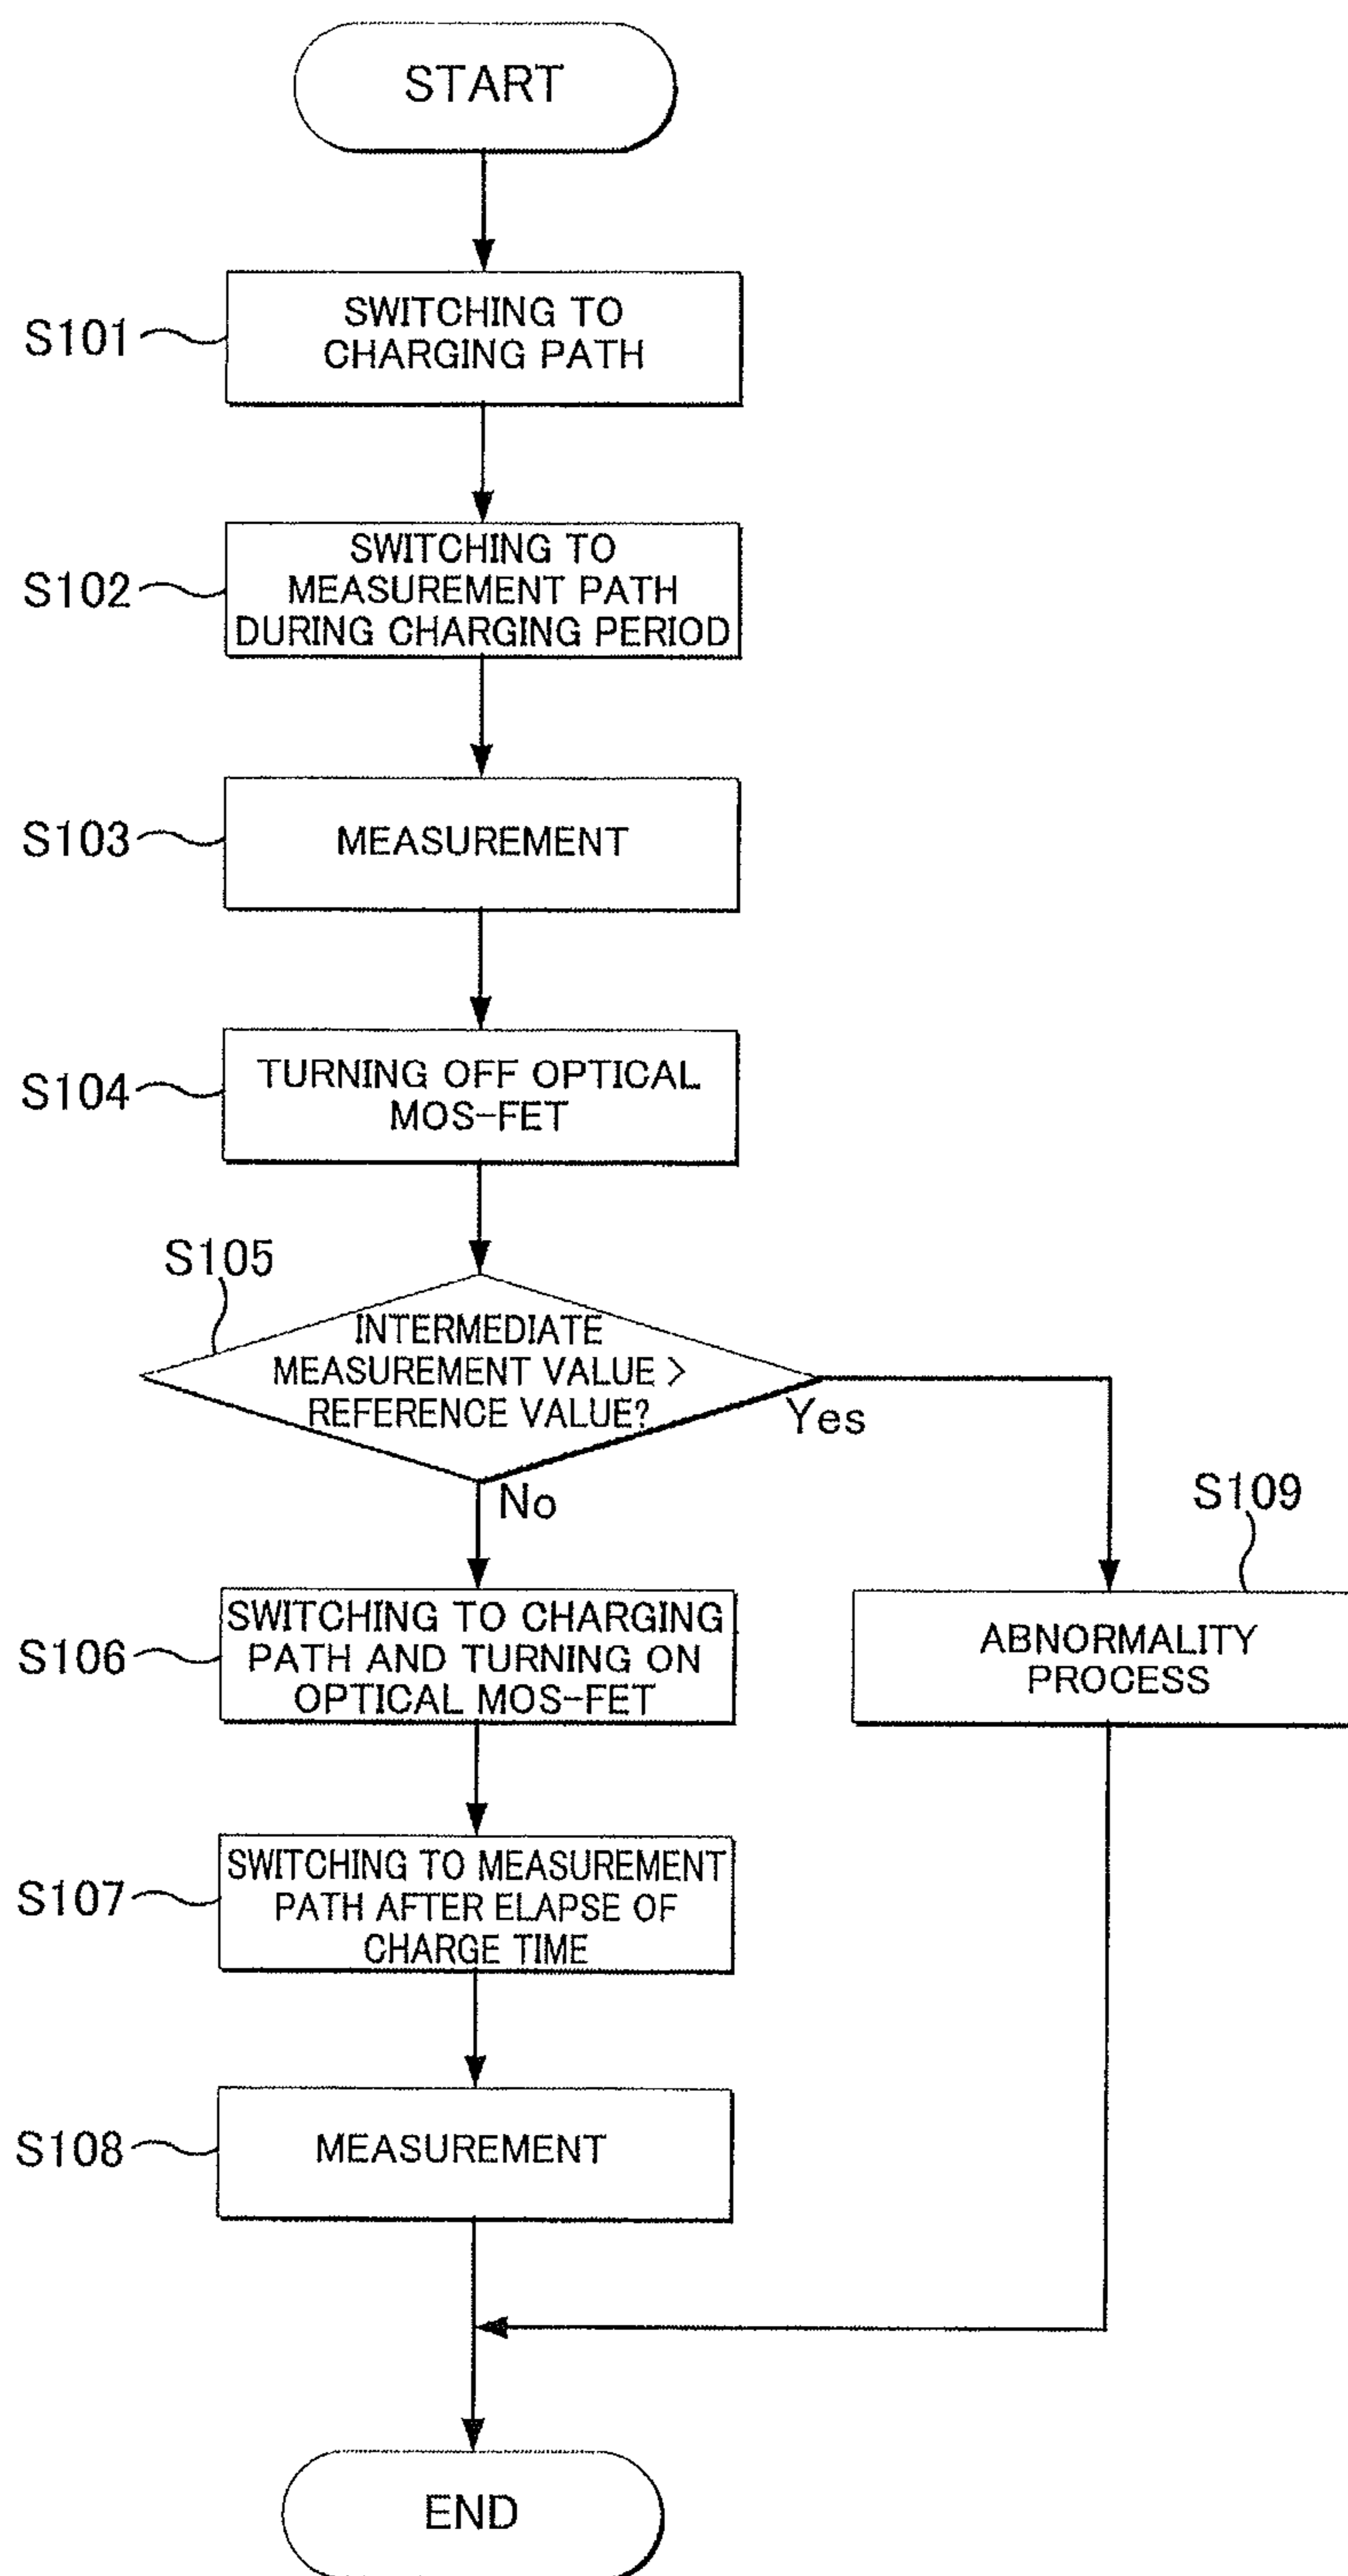 START
S101
SWITCHING TO
CHARGING PATH
S102
SWITCHING TO
MEASUREMENT PATH
DURING CHARGING PERIOD
S103
MEASUREMENT
S104
TURNING OFF OPTICAL
MOS-FET
S105
INTERMEDIATE
MEASUREMENT VALUE >
REFERENCE VALUE?
Yes
No
S109
ABNORMALITY
PROCESS
S106
SWITCHING TO CHARGING
PATH AND TURNING ON
OPTICAL MOS-FET
S107
SWITCHING TO MEASUREMENT
PATH AFTER ELAPSE OF
CHARGE TIME
S108
MEASUREMENT
END